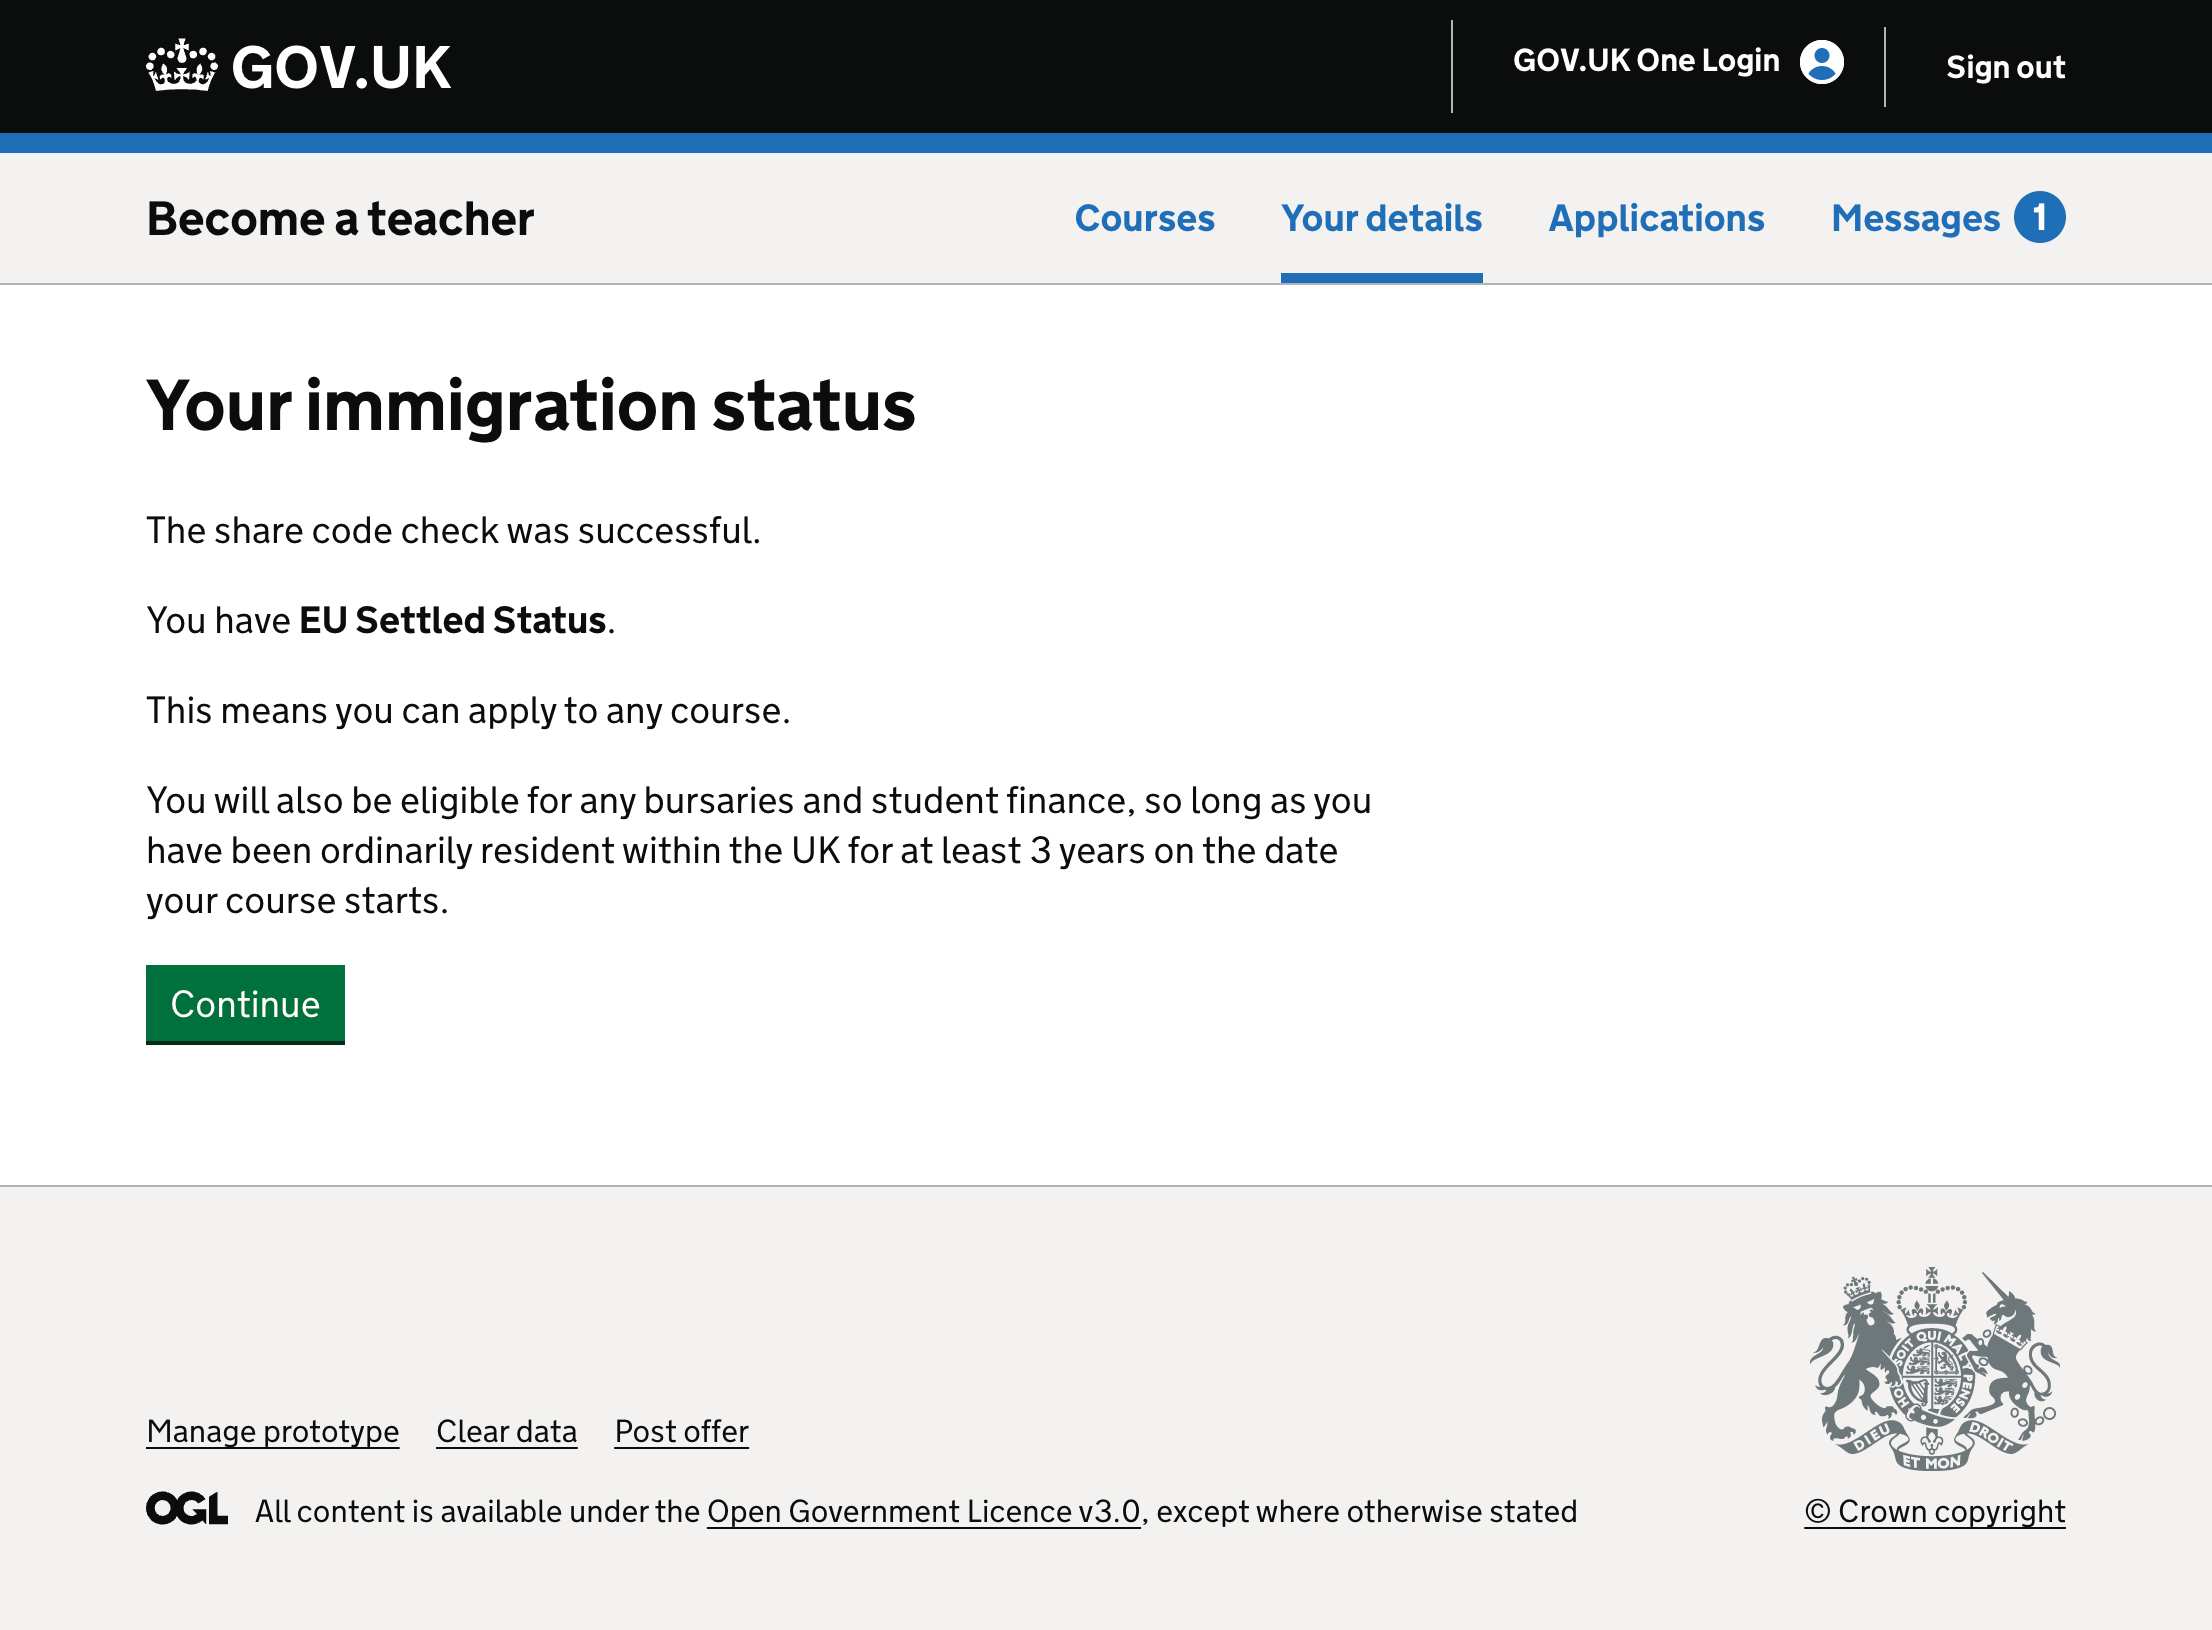 GOV.UK
GOV.UK One Login
Sign out
Become a teacher
Courses
Your details
Applications
Messages 1
Your immigration status
The share code check was successful.
You have EU Settled Status.
This means you can apply to any course.
You will also be eligible for any bursaries and student finance, so long as you
have been ordinarily resident within the UK for at least 3 years on the date
your course starts.
Continue
Manage prototype
Clear data
Post offer
DIEU ET MON DROIT
OGL All content is available under the Open Government Licence v3.0, except where otherwise stated
© Crown copyright